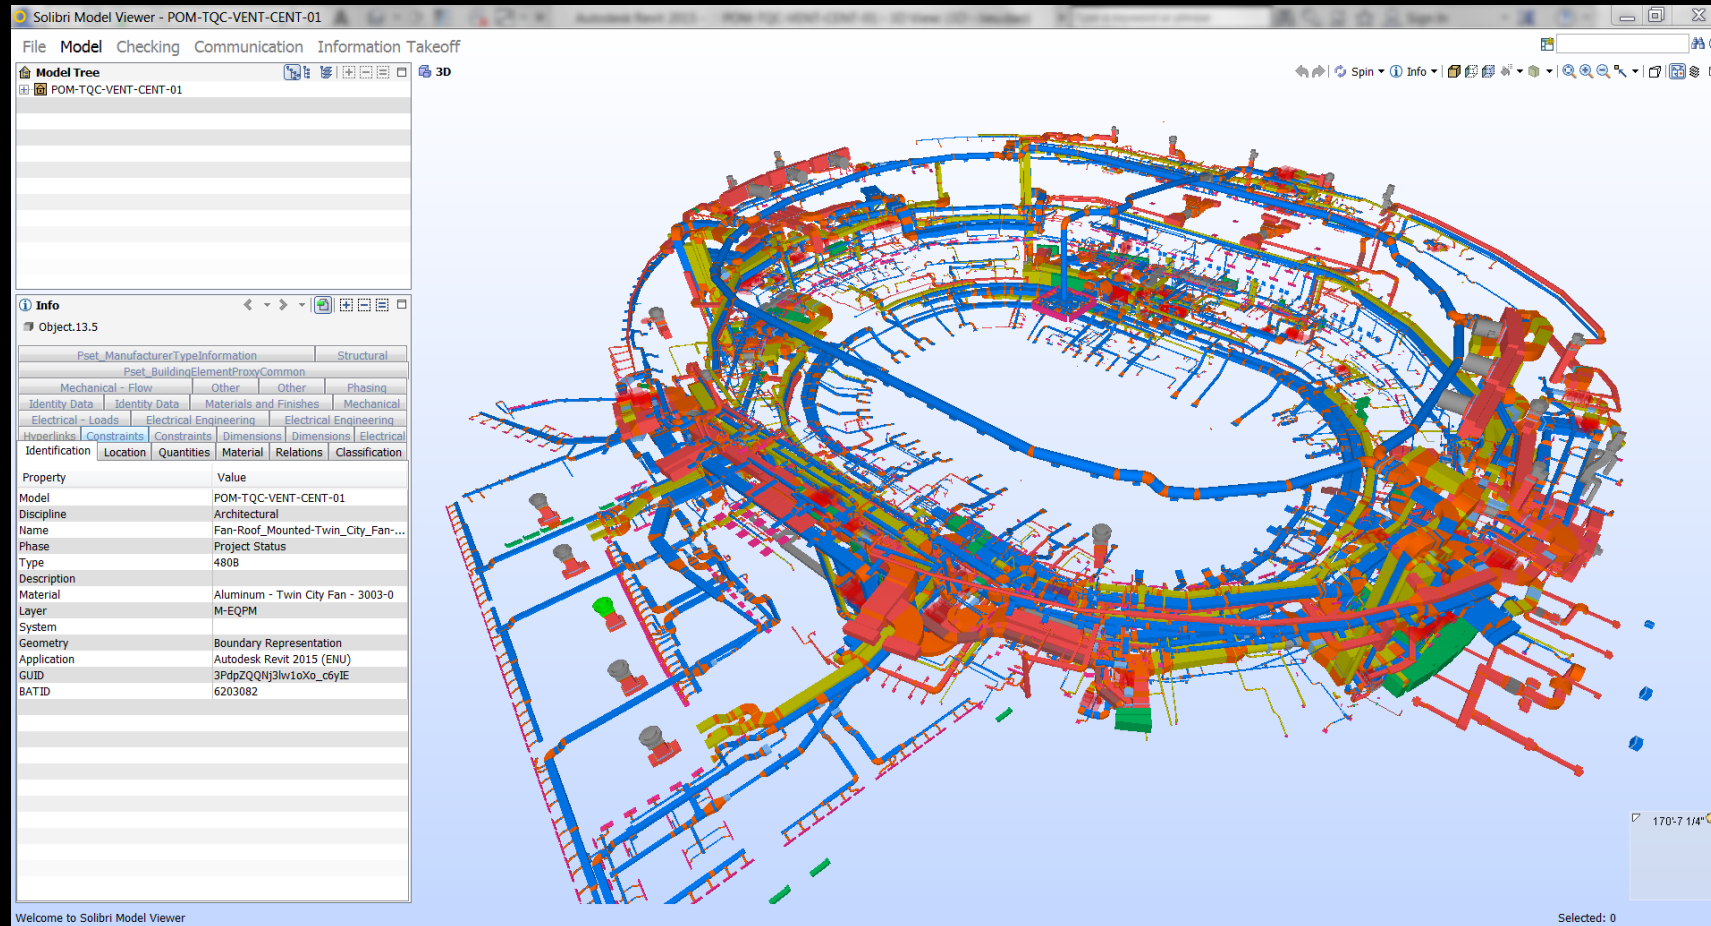 Solibri Model Viewer - POM-TQC-VENT-CENT-01
Autodesk Revit 2015 -
File Model Checking Communication Information Takeoff
Model Tree
POM-TQC-VENT-CENT-01
3D
Spin Info
Info
Object.13.5
Pset_ManufacturerTypeInformation Structural
Pset_BuildingElementProxyCommon
Mechanical - Flow Other Other Phasing
Identity Data Identity Data Materials and Finishes Mechanical
Electrical - Loads Electrical Engineering Electrical Engineering
Hyperlinks Constraints Constraints Dimensions Dimensions Electrical
Identification Location Quantities Material Relations Classification
Property Value
Model POM-TQC-VENT-CENT-01
Discipline Architectural
Name Fan-Roof_Mounted-Twin_City_Fan-...
Phase Project Status
Type 480B
Description
Material Aluminum - Twin City Fan - 3003-0
Layer M-EQPM
System
Geometry Boundary Representation
Application Autodesk Revit 2015 (ENU)
GUID 3PdpZQQNj3lw1oXo_c6yIE
BATID 6203082
170'-7 1/4"
Welcome to Solibri Model Viewer
Selected: 0